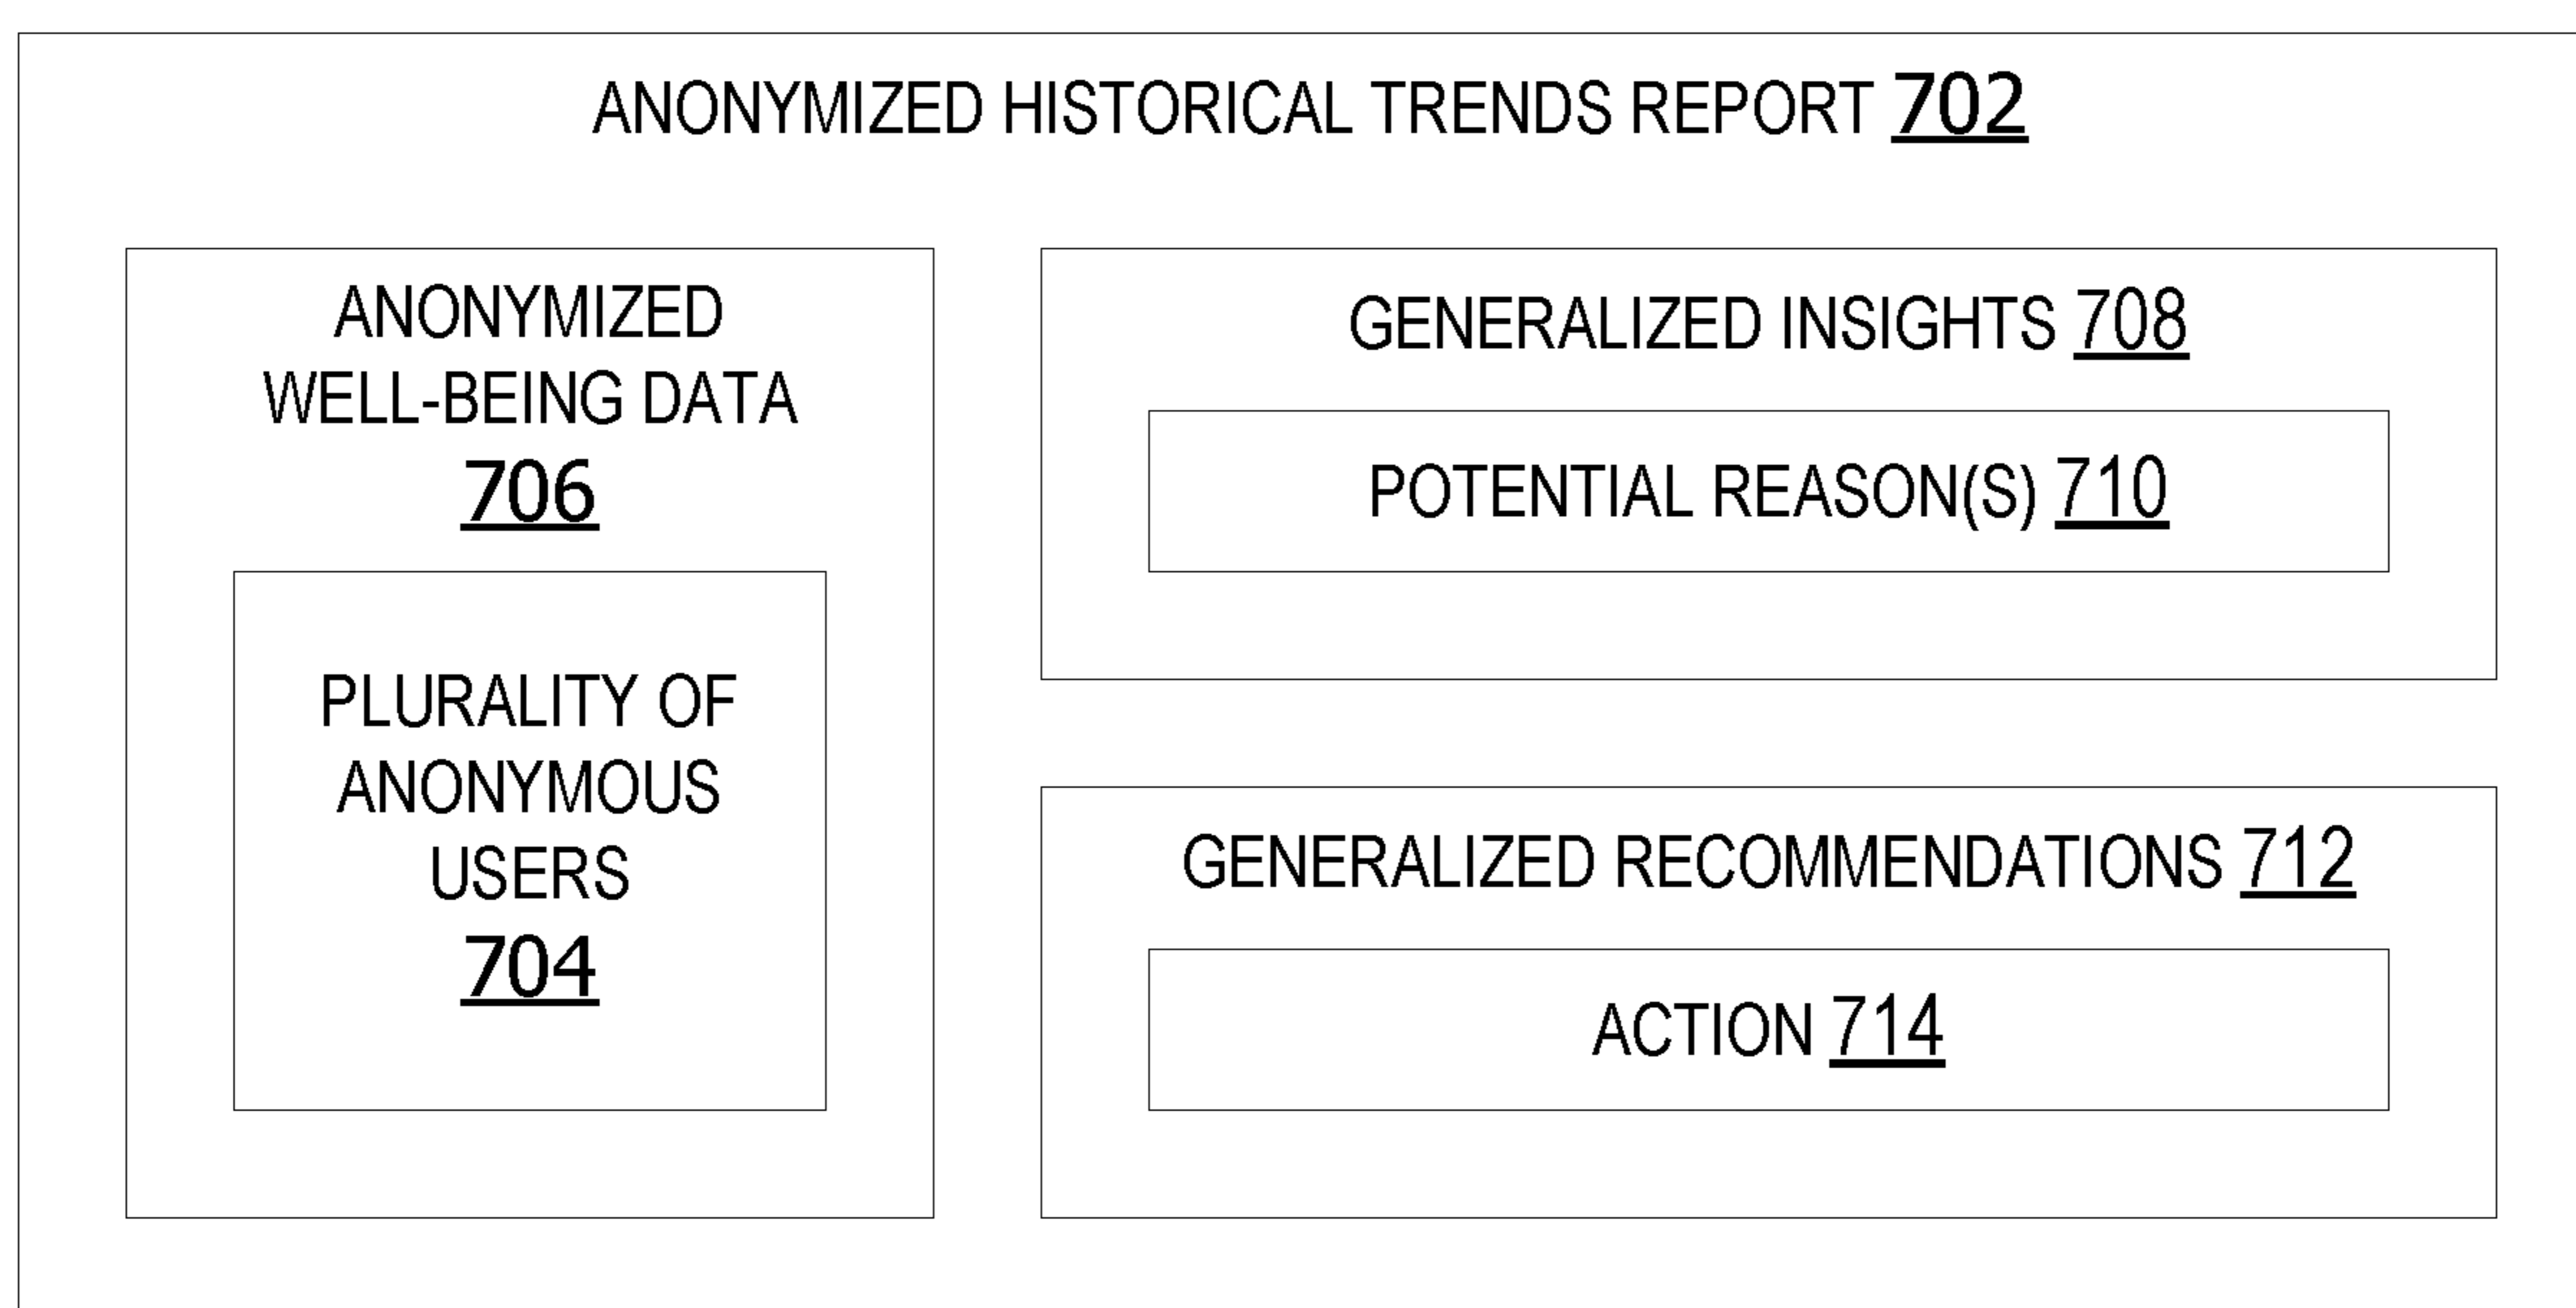 ANONYMIZED HISTORICAL TRENDS REPORT 702
ANONYMIZED
WELL-BEING DATA
706
PLURALITY OF
ANONYMOUS
USERS
704
GENERALIZED INSIGHTS 708
POTENTIAL REASON(S) 710
GENERALIZED RECOMMENDATIONS 712
ACTION 714